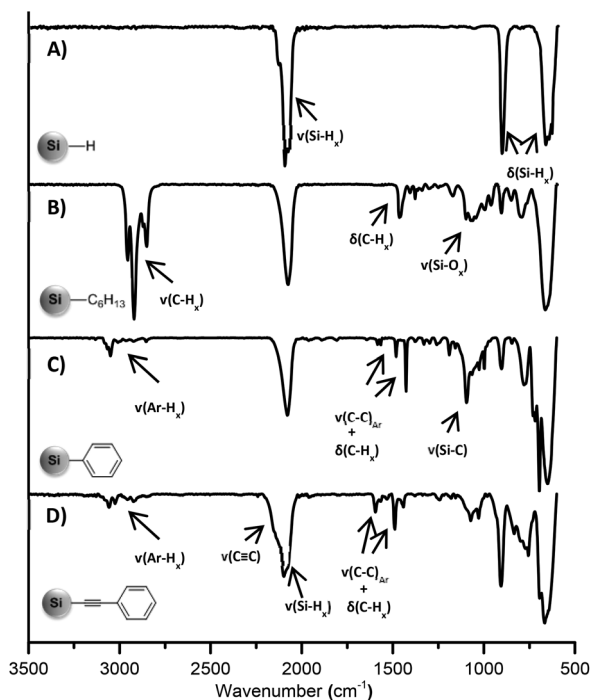 A)
ν(Si-Hx)
Si
H
δ(Si-Hx)
B)
δ(C-Hx)
ν(Si-Ox)
Si
C6H13
ν(C-Hx)
C)
ν(Ar-Hx)
ν(C-C)Ar
+
δ(C-Hx)
ν(Si-C)
Si
D)
ν(Ar-Hx)
ν(C≡C)
ν(Si-Hx)
ν(C-C)Ar
+
δ(C-Hx)
Si
3500 3000 2500 2000 1500 1000 500
Wavenumber (cm-1)